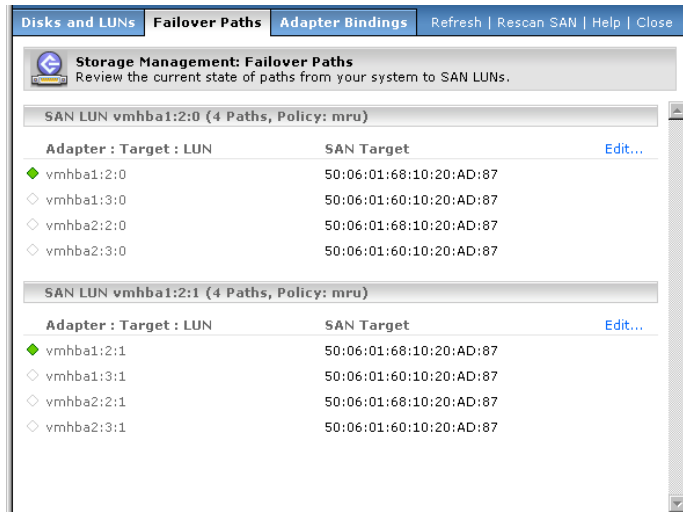 Disks and LUNs Failover Paths Adapter Bindings Refresh | Rescan SAN | Help | Close
Storage Management: Failover Paths
Review the current state of paths from your system to SAN LUNs.
SAN LUN vmhba1:2:0 (4 Paths, Policy: mru)
Adapter : Target : LUN SAN Target Edit...
vmhba1:2:0 50:06:01:68:10:20:AD:87
vmhba1:3:0 50:06:01:60:10:20:AD:87
vmhba2:2:0 50:06:01:68:10:20:AD:87
vmhba2:3:0 50:06:01:60:10:20:AD:87
SAN LUN vmhba1:2:1 (4 Paths, Policy: mru)
Adapter : Target : LUN SAN Target Edit...
vmhba1:2:1 50:06:01:68:10:20:AD:87
vmhba1:3:1 50:06:01:60:10:20:AD:87
vmhba2:2:1 50:06:01:68:10:20:AD:87
vmhba2:3:1 50:06:01:60:10:20:AD:87